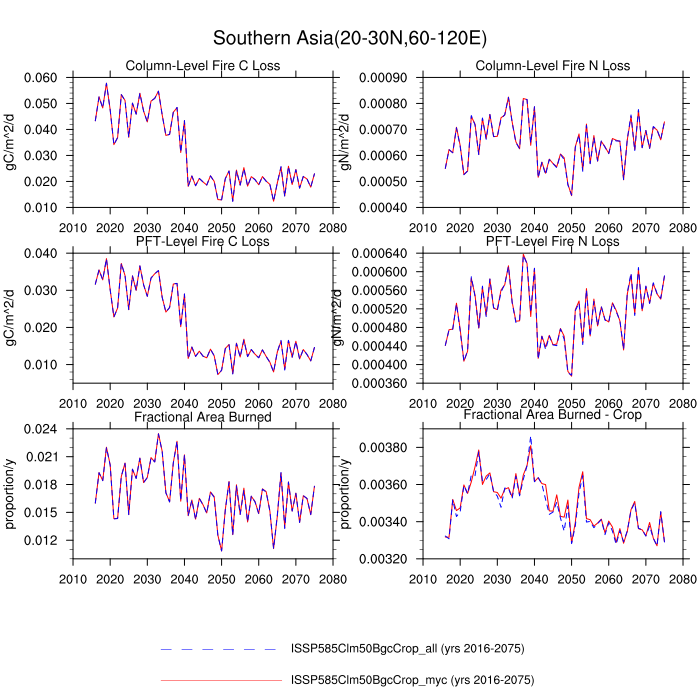 Southern Asia(20-30N,60-120E)
Column-Level Fire C Loss
gC/m^2/d
0.060
0.050
0.040
0.030
0.020
0.010
2010 2020 2030 2040 2050 2060 2070 2080
Column-Level Fire N Loss
gN/m^2/d
0.00090
0.00080
0.00070
0.00060
0.00050
0.00040
2010 2020 2030 2040 2050 2060 2070 2080
PFT-Level Fire C Loss
gC/m^2/d
0.040
0.030
0.020
0.010
2010 2020 2030 2040 2050 2060 2070 2080
PFT-Level Fire N Loss
gN/m^2/d
0.000640
0.000600
0.000560
0.000520
0.000480
0.000440
0.000400
0.000360
2010 2020 2030 2040 2050 2060 2070 2080
Fractional Area Burned
proportion/y
0.024
0.021
0.018
0.015
0.012
2010 2020 2030 2040 2050 2060 2070 2080
Fractional Area Burned - Crop
proportion/y
0.00380
0.00360
0.00340
0.00320
2010 2020 2030 2040 2050 2060 2070 2080
ISSP585Clm50BgcCrop_all (yrs 2016-2075)
ISSP585Clm50BgcCrop_myc (yrs 2016-2075)